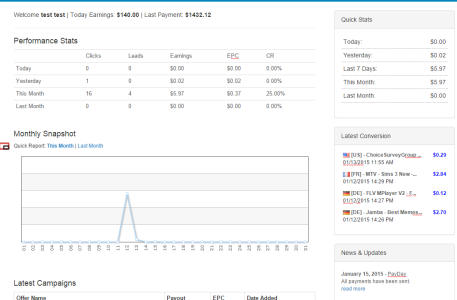 Welcome test test | Today Earnings: $140.00 | Last Payment: $1432.12
Performance Stats
Clicks Leads Earnings EPC CR
Today 0 0 $0.00 $0.00 0.00%
Yesterday 1 0 $0.02 $0.02 0.00%
This Month 16 4 $5.97 $0.37 25.00%
Last Month 0 0 $0.00 $0.00 0.00%
Monthly Snapshot
Quick Report: This Month | Last Month
01 02 03 04 05 06 07 08 09 10 11 12 13 14 15 16 17 18 19 20 21 22 23 24 25 26 27 28 29 30 31
Latest Campaigns
Offer Name Payout EPC Date Added
Quick Stats
Today: $0.00
Yesterday: $0.02
Last 7 Days: $5.97
This Month: $5.97
Last Month: $0.00
Latest Conversion
[US] - ChoiceSurveyGroup ... $0.29
01/13/2015 11:55 AM
[FR] - MTV - Sims 3 New -... $2.84
01/12/2015 14:29 PM
[DE] - FLV MPlayer V2 - F... $0.12
01/12/2015 14:27 PM
[DE] - Jamba - Best Memes... $2.70
01/12/2015 14:26 PM
News & Updates
January 15, 2015 - PayDay
All payments have been sent
read more